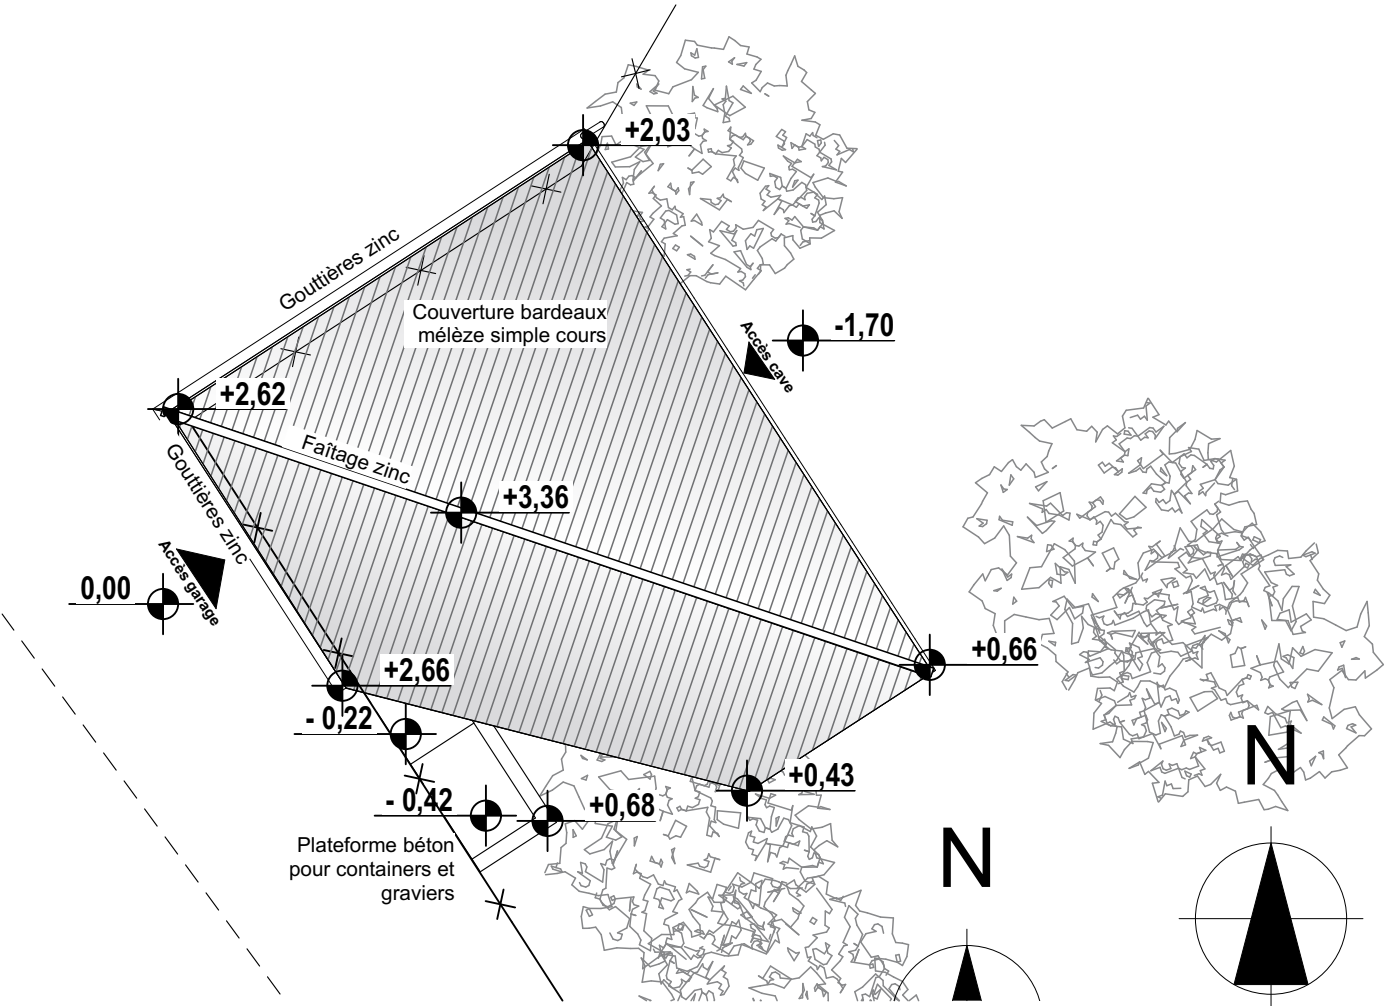 +2,03
Gouttières zinc
Couverture bardeaux
mélèze simple cours
-1,70
Accès cave
+2,62
Faîtage zinc
Gouttières zinc
+3,36
Accès garage
0,00
+0,66
+2,66
- 0,22
N
+0,43
- 0,42
+0,68
N
Plateforme béton
pour containers et
graviers